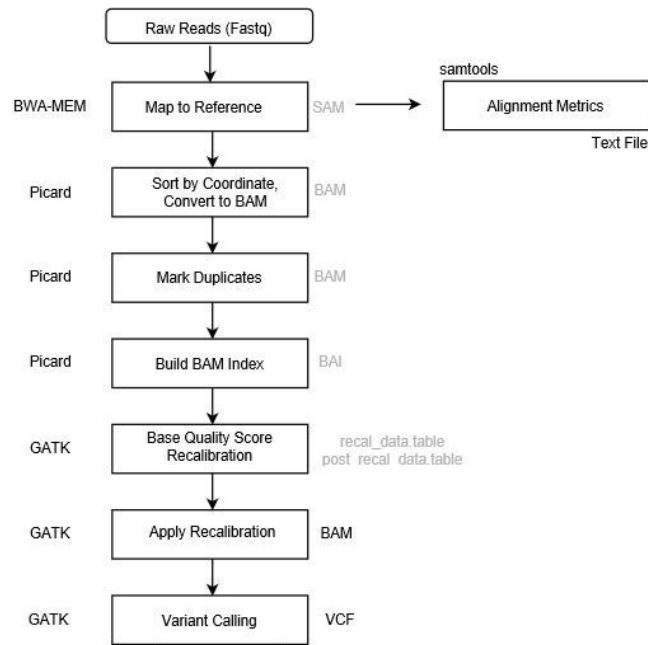 Raw Reads (Fastq)
samtools
BWA-MEM
Map to Reference
SAM
Alignment Metrics
Text File
Picard
Sort by Coordinate,
Convert to BAM
BAM
Picard
Mark Duplicates
BAM
Picard
Build BAM Index
BAI
GATK
Base Quality Score
Recalibration
recal_data.table
post_recal_data.table
GATK
Apply Recalibration
BAM
GATK
Variant Calling
VCF